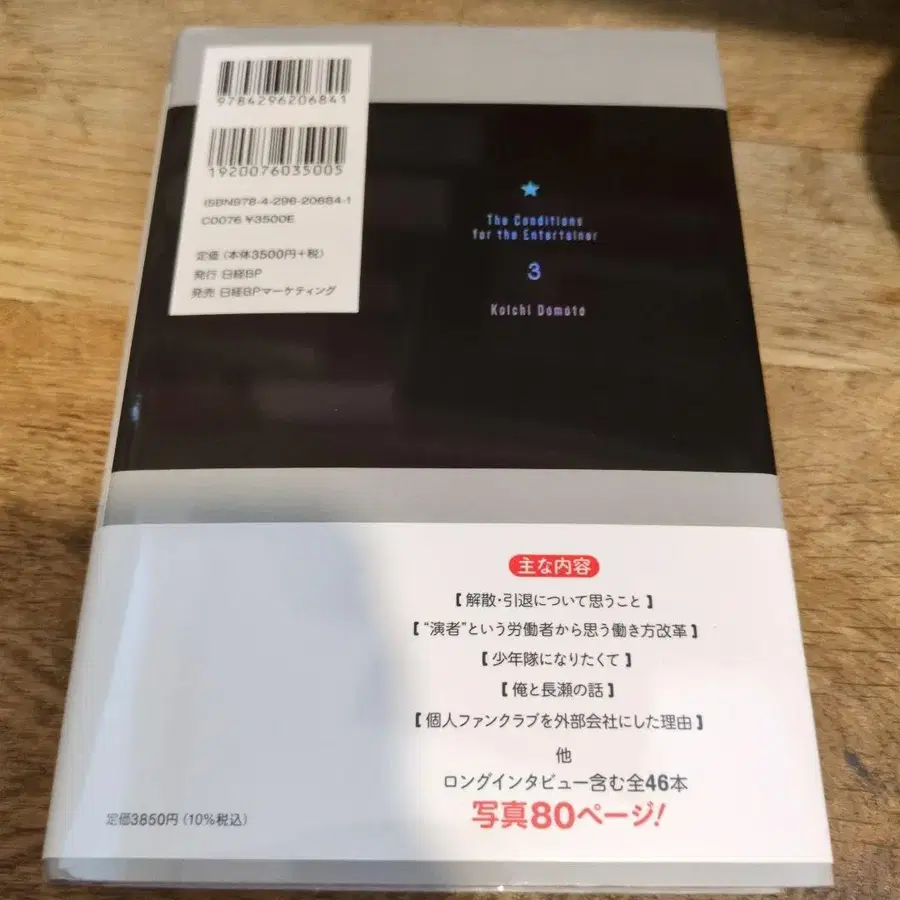 9784296206841
1920076035005
ISBN978-4-296-20684-1
C0076 ¥3500E
定価（本体3500円+税）
発行 日経BP
発売 日経BPマーケティング
The Conditions
for the Entertainer
3
Koichi Domoto
主な内容
【解散・引退について思うこと】
【“演者”という労働者から思う働き方改革】
【少年隊になりたくて】
【俺と長瀬の話】
【個人ファンクラブを外部会社にした理由】
他
ロングインタビュー含む全46本
写真80ページ!
定価3850円（10%税込）